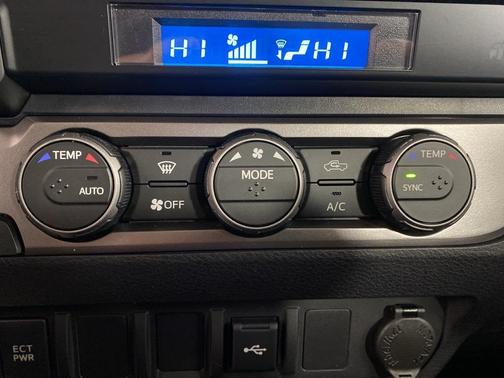 HI HI
TEMP MODE TEMP
AUTO OFF A/C SYNC
ECT
PWR